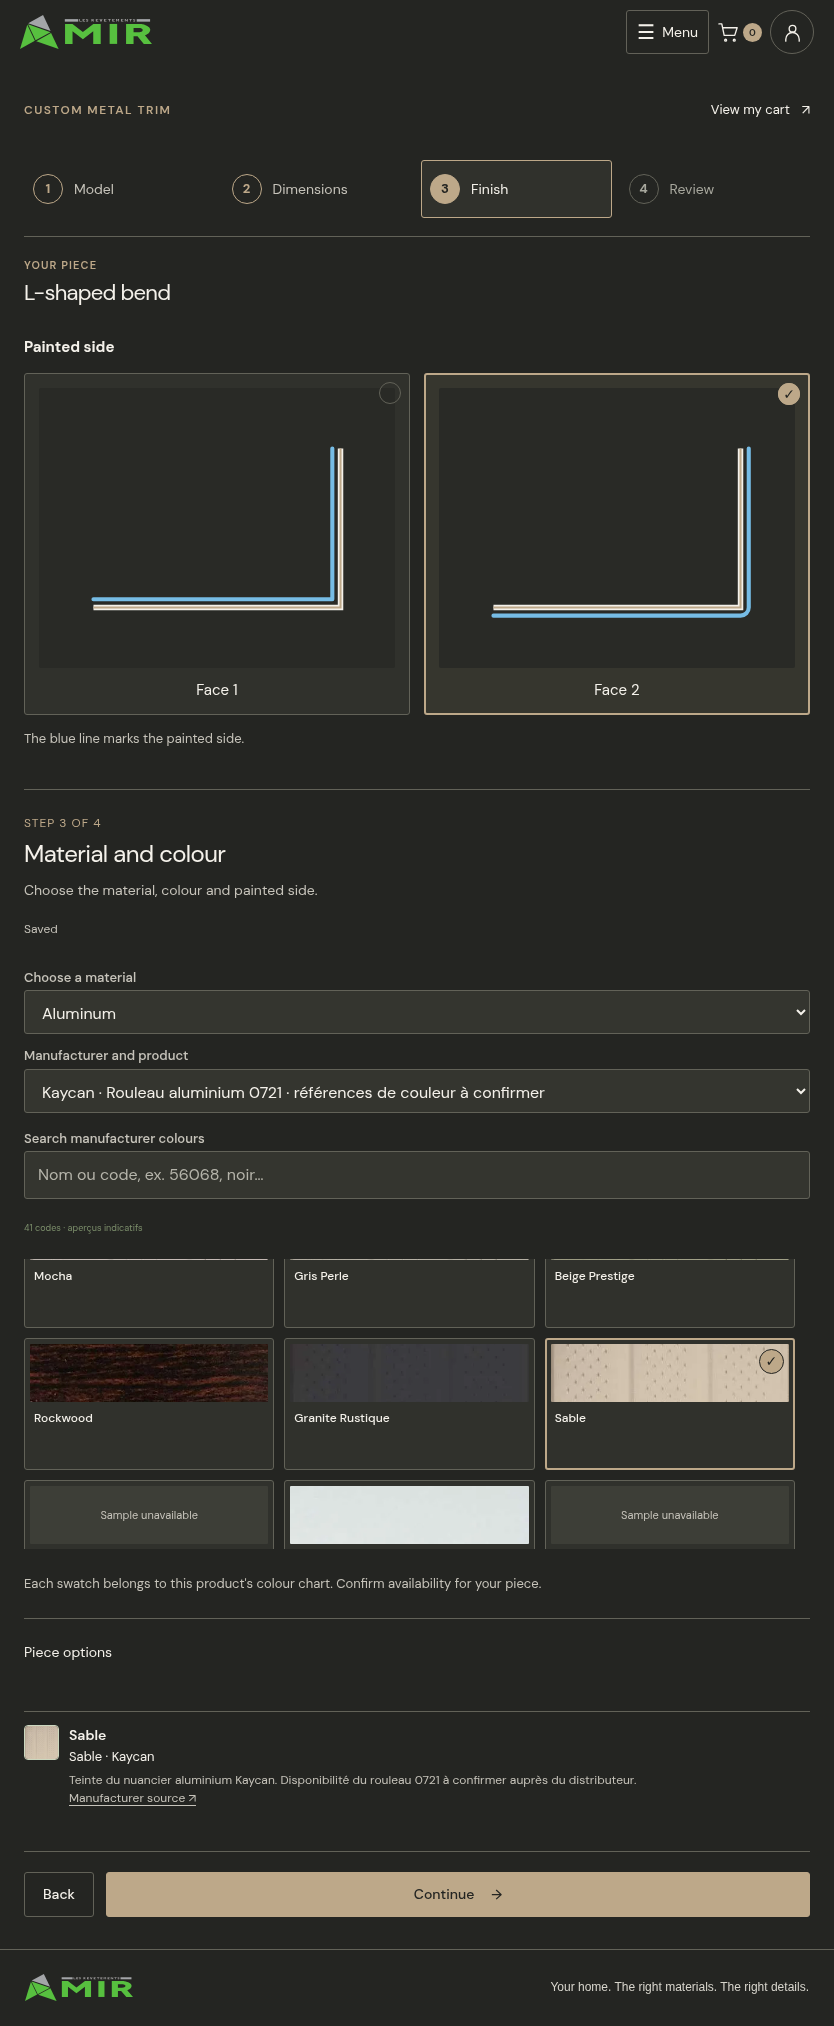 LES REVETEMENTS
AMIR
Menu
0
CUSTOM METAL TRIM
View my cart
1 Model
2 Dimensions
3 Finish
4 Review
YOUR PIECE
L-shaped bend
Painted side
Face 1
Face 2
The blue line marks the painted side.
STEP 3 OF 4
Material and colour
Choose the material, colour and painted side.
Saved
Choose a material
Aluminum
Manufacturer and product
Kaycan · Rouleau aluminium 0721 · références de couleur à confirmer
Search manufacturer colours
Nom ou code, ex. 56068, noir...
41 codes · aperçus indicatifs
Mocha
Gris Perle
Beige Prestige
Rockwood
Granite Rustique
Sable
Sample unavailable
Sample unavailable
Each swatch belongs to this product's colour chart. Confirm availability for your piece.
Piece options
Sable
Sable · Kaycan
Teinte du nuancier aluminium Kaycan. Disponibilité du rouleau 0721 à confirmer auprès du distributeur.
Manufacturer source ↗
Back
Continue →
LES REVETEMENTS
AMIR
Your home. The right materials. The right details.